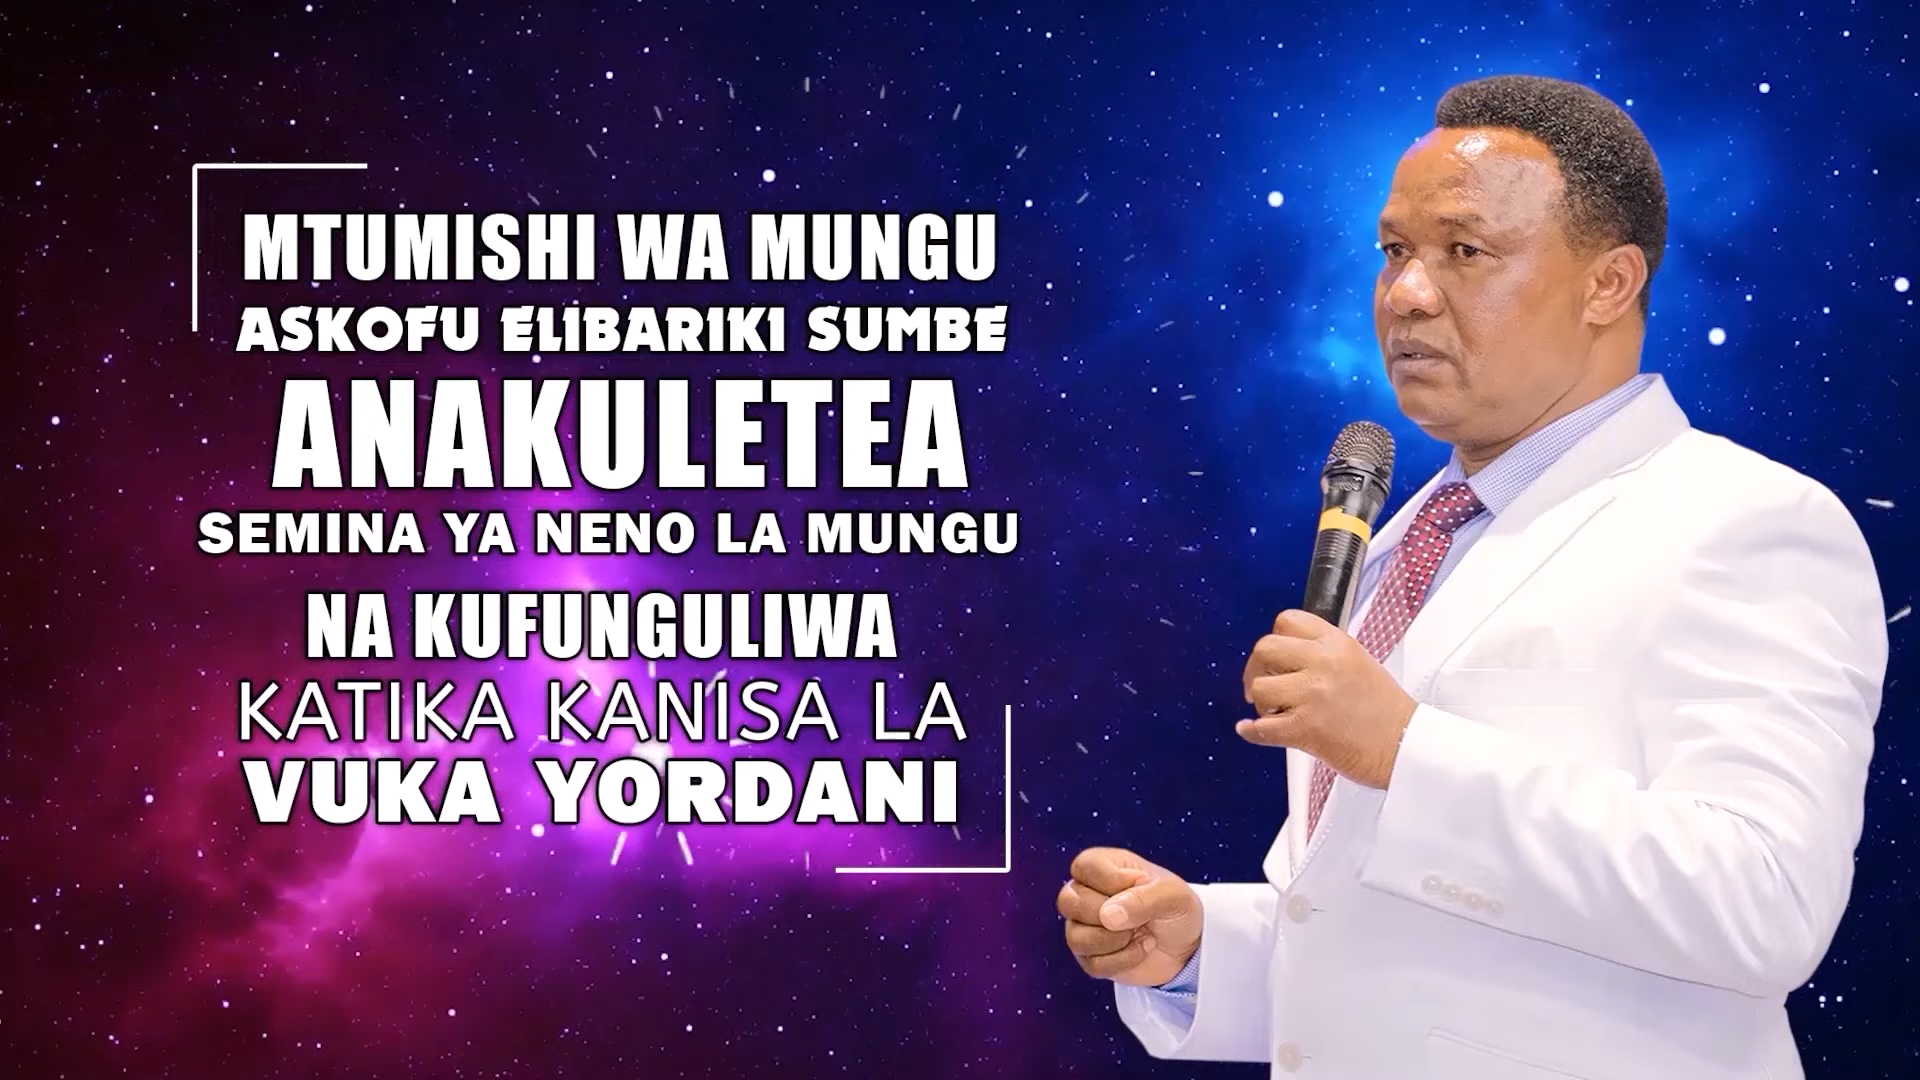 MTUMISHI WA MUNGU
ASKOFU ELIBARIKI SUMBE
ANAKULETEA
SEMINA YA NENO LA MUNGU
NA KUFUNGULIWA
KATIKA KANISA LA
VUKA YORDANI